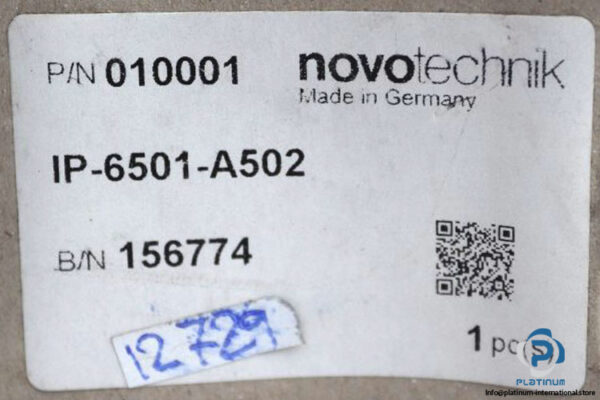 P/N 010001
novotechnik
Made in Germany
IP-6501-A502
B/N 156774
12729
1 pc
PLATINUM
info@platinum-international.store